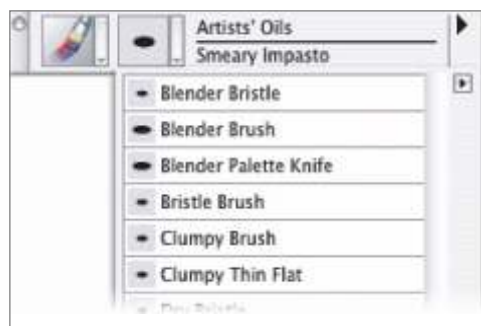 Artists' Oils
Smeary Impasto
Blender Bristle
Blender Brush
Blender Palette Knife
Bristle Brush
Clumpy Brush
Clumpy Thin Flat